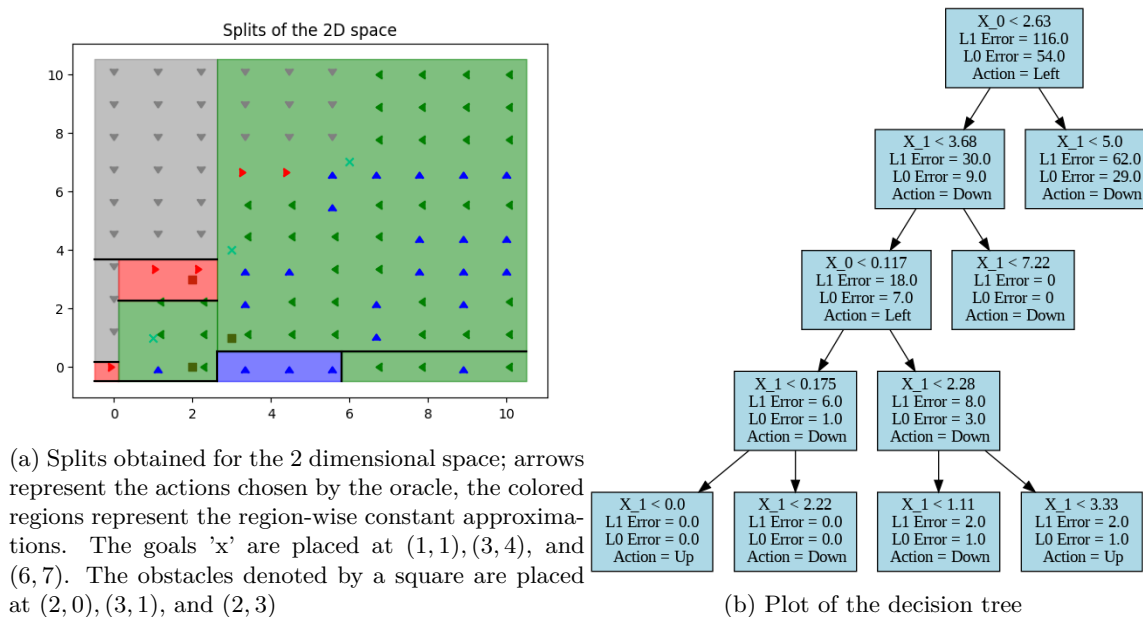 Splits of the 2D space
10
8
6
4
2
0
0
2
4
6
8
10
(a) Splits obtained for the 2 dimensional space; arrows
represent the actions chosen by the oracle, the colored
regions represent the region-wise constant approxima-
tions. The goals 'x' are placed at (1, 1), (3, 4), and
(6, 7). The obstacles denoted by a square are placed
at (2, 0), (3, 1), and (2, 3)
X_0 < 2.63
L1 Error = 116.0
L0 Error = 54.0
Action = Left
X_1 < 3.68
L1 Error = 30.0
L0 Error = 9.0
Action = Down
X_1 < 5.0
L1 Error = 62.0
L0 Error = 29.0
Action = Down
X_0 < 0.117
L1 Error = 18.0
L0 Error = 7.0
Action = Left
X_1 < 7.22
L1 Error = 0
L0 Error = 0
Action = Down
X_1 < 0.175
L1 Error = 6.0
L0 Error = 1.0
Action = Down
X_1 < 2.28
L1 Error = 8.0
L0 Error = 3.0
Action = Down
X_1 < 0.0
L1 Error = 0.0
L0 Error = 0.0
Action = Up
X_1 < 2.22
L1 Error = 0.0
L0 Error = 0.0
Action = Down
X_1 < 1.11
L1 Error = 2.0
L0 Error = 1.0
Action = Down
X_1 < 3.33
L1 Error = 2.0
L0 Error = 1.0
Action = Up
(b) Plot of the decision tree